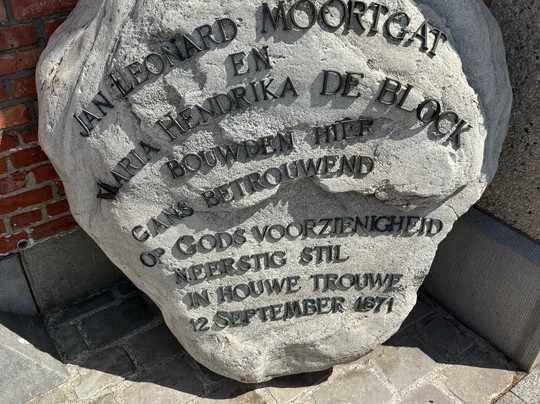 JAN LEONARD MOORTGAT
EN
MARIA HENDRIKA DE BLOCK
BOUWDEN HIER
GANS BETROUWEND
OP GODS VOORZIENIGHEID
NEERSTIG STIL
IN HOUWE TROUWE
12 SEPTEMBER 1871